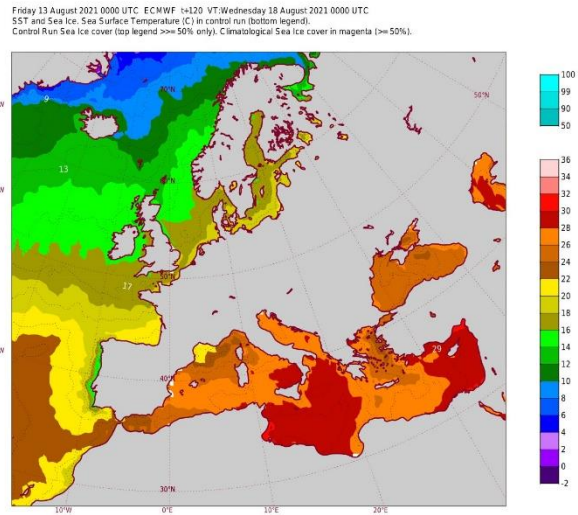 Friday 13 August 2021 0000 UTC ECMWF t+120 VT:Wednesday 18 August 2021 0000 UTC
SST and Sea Ice. Sea Surface Temperature (C) in control run (bottom legend).
Control Run Sea Ice cover (top legend >>= 50% only). Climatological Sea Ice cover in magenta (>= 50%).
9
70°N
50°N
13
60°N
17
50°N
29
40°N
30°N
10°W
0°E
10°E
20°E
100
99
90
50
36
34
32
30
28
26
24
22
20
18
16
14
12
10
8
6
4
2
0
-2